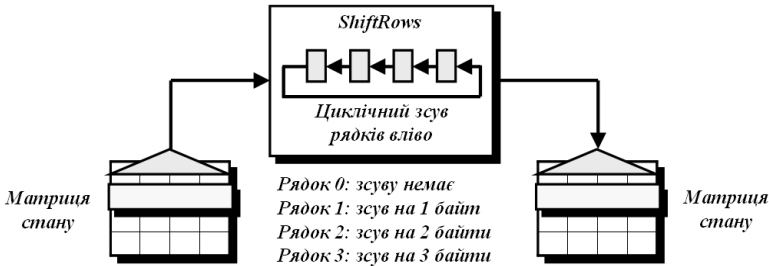 ShiftRows
Циклічний зсув
рядків вліво
Матриця
стану
Рядок 0: зсуву немає
Рядок 1: зсув на 1 байт
Рядок 2: зсув на 2 байти
Рядок 3: зсув на 3 байти
Матриця
стану